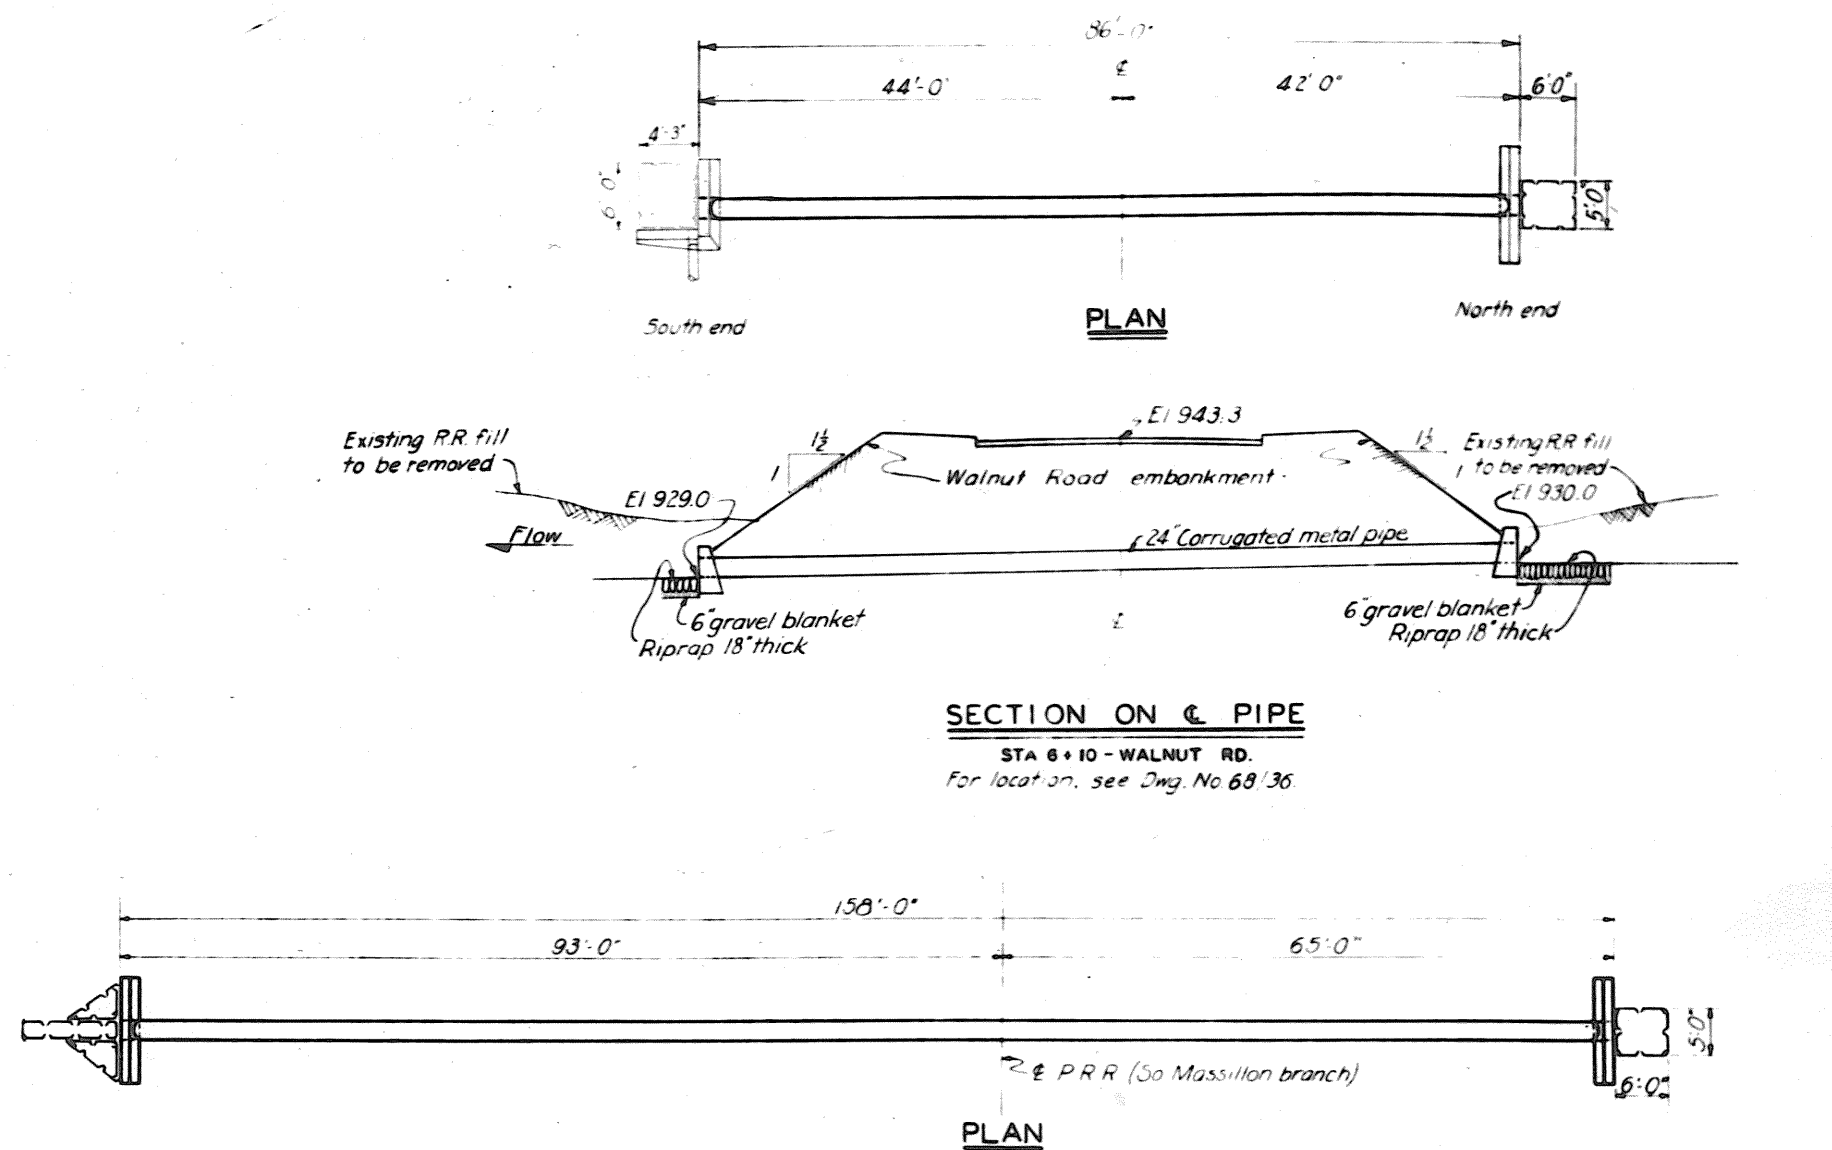 86'-0"
℄
44'-0
42'0"
6'0"
4'-3"
6'0"
5'0"
South end
PLAN
North end
El 943.3
Existing R.R. fill
to be removed
1½
1
Walnut Road embankment
1½
1
Existing R.R. fill
to be removed
El 929.0
El 930.0
Flow
24" Corrugated metal pipe
6" gravel blanket
Riprap 18" thick
℄
6" gravel blanket
Riprap 18" thick
SECTION ON ℄ PIPE
STA 6+10 - WALNUT RD.
For location, see Dwg. No. 68/36
158'-0"
93'-0"
65'-0"
5'-0"
℄ P R R (So Massillon branch)
6'-0"
PLAN